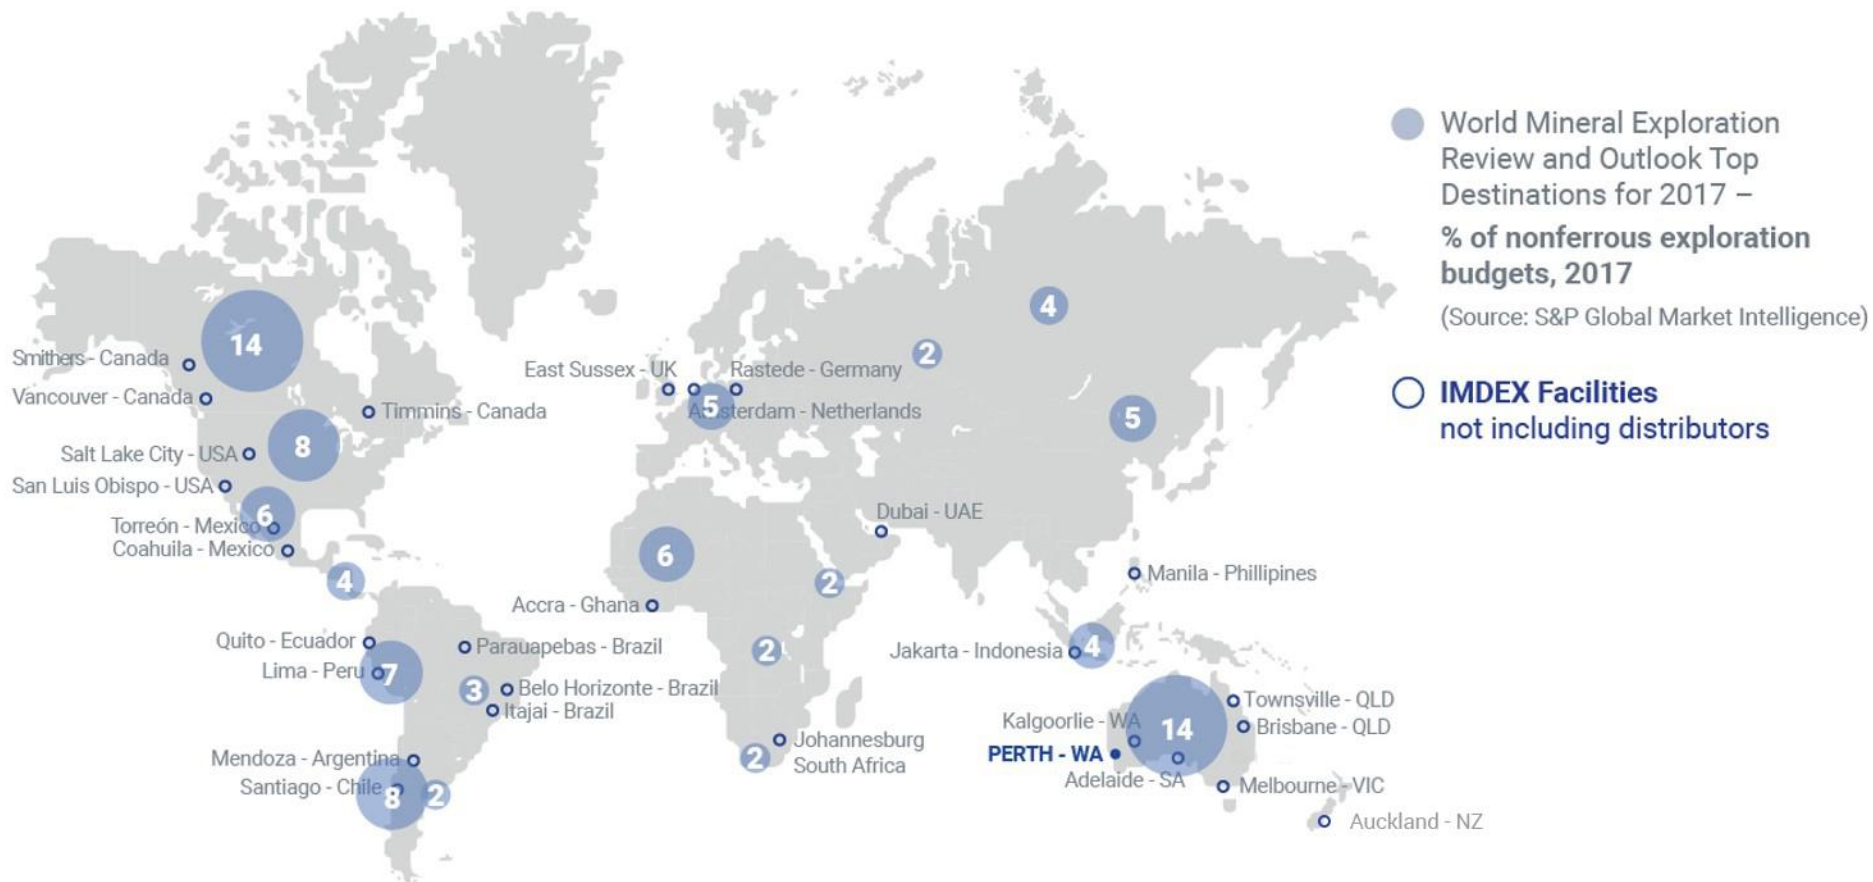 World Mineral Exploration
Review and Outlook Top
Destinations for 2017 –
% of nonferrous exploration
budgets, 2017
(Source: S&P Global Market Intelligence)
IMDEX Facilities
not including distributors
4
2
14
Smithers - Canada
East Sussex - UK
Rastede - Germany
Vancouver - Canada
Timmins - Canada
5
Amsterdam - Netherlands
5
8
Salt Lake City - USA
San Luis Obispo - USA
6
Torreón - Mexico
Coahuila - Mexico
Dubai - UAE
6
4
2
Manila - Phillipines
Accra - Ghana
Quito - Ecuador
Parauapebas - Brazil
2
Jakarta - Indonesia
4
Lima - Peru
7
3
Belo Horizonte - Brazil
Itajai - Brazil
Townsville - QLD
Kalgoorlie - WA
14
Brisbane - QLD
Johannesburg
South Africa
2
PERTH - WA
Mendoza - Argentina
Adelaide - SA
Melbourne - VIC
Santiago - Chile
8
2
Auckland - NZ